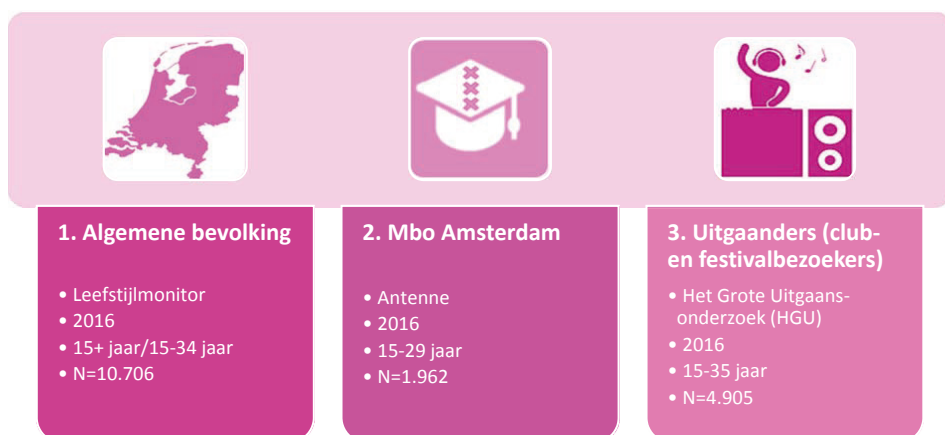 1. Algemene bevolking
• Leefstijlmonitor
• 2016
• 15+ jaar/15-34 jaar
• N=10.706
2. Mbo Amsterdam
• Antenne
• 2016
• 15-29 jaar
• N=1.962
3. Uitgaanders (club-
en festivalbezoekers)
• Het Grote Uitgaans-
onderzoek (HGU)
• 2016
• 15-35 jaar
• N=4.905